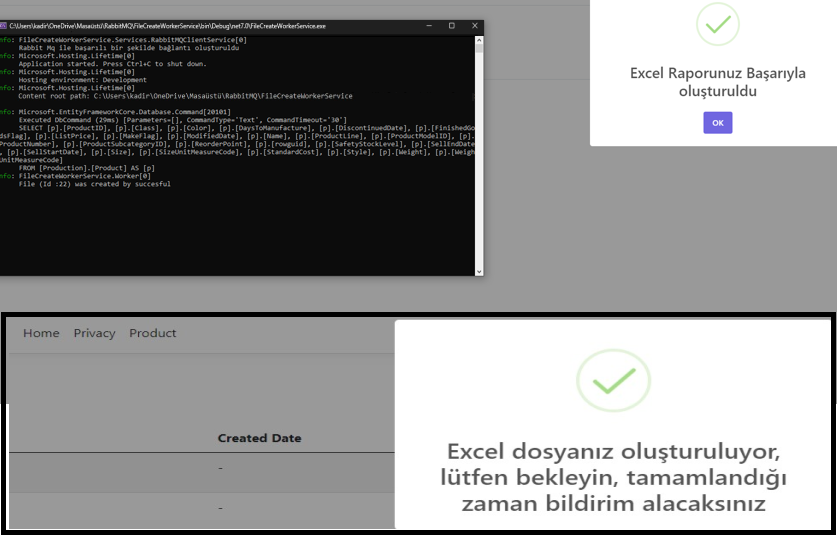 C:\Users\kadir\OneDrive\Masaüstü\RabbitMQ\FileCreateWorkerService\bin\Debug\net7.0\FileCreateWorkerService.exe
nfo: FileCreateWorkerService.Services.RabbitMQClientService[0]
Rabbit Mq ile başarılı bir şekilde bağlantı oluşturuldu
nfo: Microsoft.Hosting.Lifetime[0]
Application started. Press Ctrl+C to shut down.
nfo: Microsoft.Hosting.Lifetime[0]
Hosting environment: Development
nfo: Microsoft.Hosting.Lifetime[0]
Content root path: C:\Users\kadir\OneDrive\Masaüstü\RabbitMQ\FileCreateWorkerService
nfo: Microsoft.EntityFrameworkCore.Database.Command[20101]
Executed DbCommand (29ms) [Parameters=[], CommandType='Text', CommandTimeout='30']
SELECT [p].[ProductID], [p].[Class], [p].[Color], [p].[DaysToManufacture], [p].[DiscontinuedDate], [p].[FinishedGo
dsFlag], [p].[ListPrice], [p].[MakeFlag], [p].[ModifiedDate], [p].[Name], [p].[ProductLine], [p].[ProductModelID], [p].[
ProductNumber], [p].[ProductSubcategoryID], [p].[ReorderPoint], [p].[rowguid], [p].[SafetyStockLevel], [p].[SellEndDate
, [p].[SellStartDate], [p].[Size], [p].[SizeUnitMeasureCode], [p].[StandardCost], [p].[Style], [p].[Weight], [p].[Weigh
UnitMeasureCode]
FROM [Production].[Product] AS [p]
nfo: FileCreateWorkerService.Worker[0]
File (Id :22) was created by succesful
Excel Raporunuz Başarıyla
oluşturuldu
OK
Home Privacy Product
Created Date
-
-
Excel dosyanız oluşturuluyor,
lütfen bekleyin, tamamlandığı
zaman bildirim alacaksınız